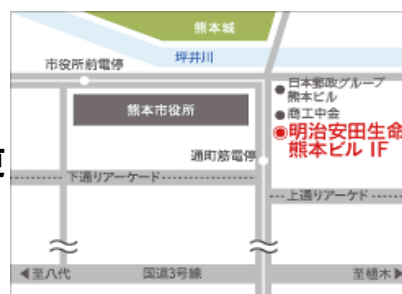 熊本城
坪井川
市役所前電停
日本郵政グループ
熊本ビル
商工中金
明治安田生命
熊本ビル IF
熊本市役所
通町筋電停
下通りアーケード
上通りアーケド
◀至八代
国道3号線
至植木▶